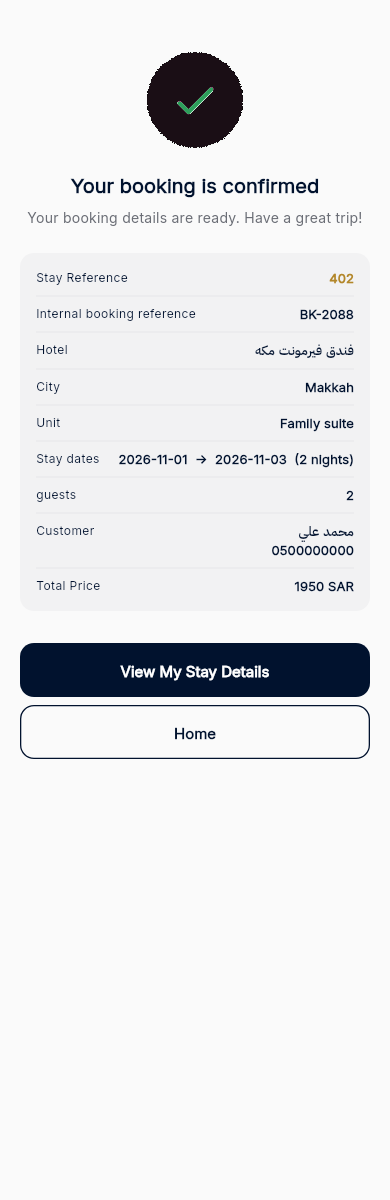 Your booking is confirmed
Your booking details are ready. Have a great trip!
Stay Reference 402
Internal booking reference BK-2088
Hotel فندق فيرمونت مكه
City Makkah
Unit Family suite
Stay dates 2026-11-01 → 2026-11-03 (2 nights)
guests 2
Customer محمد علي
0500000000
Total Price 1950 SAR
View My Stay Details
Home